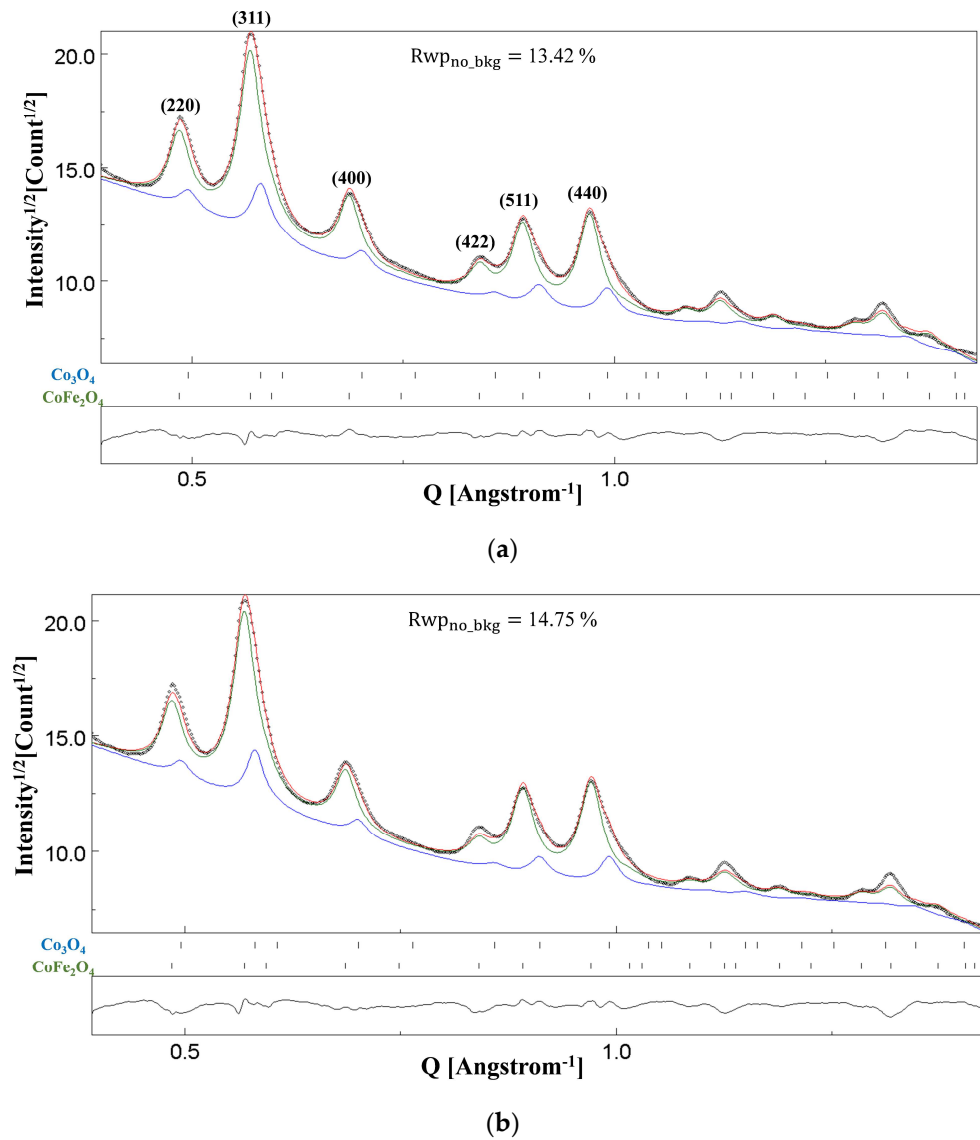 (311)
Rwp_no_bkg = 13.42 %
20.0
(220)
15.0
(400)
(511)
(440)
(422)
10.0
Intensity^1/2[Count^1/2]
Co₃O₄
CoFe₂O₄
0.5
1.0
Q [Angstrom⁻¹]
(a)
Rwp_no_bkg = 14.75 %
20.0
15.0
10.0
Intensity^1/2[Count^1/2]
Co₃O₄
CoFe₂O₄
0.5
1.0
Q [Angstrom⁻¹]
(b)